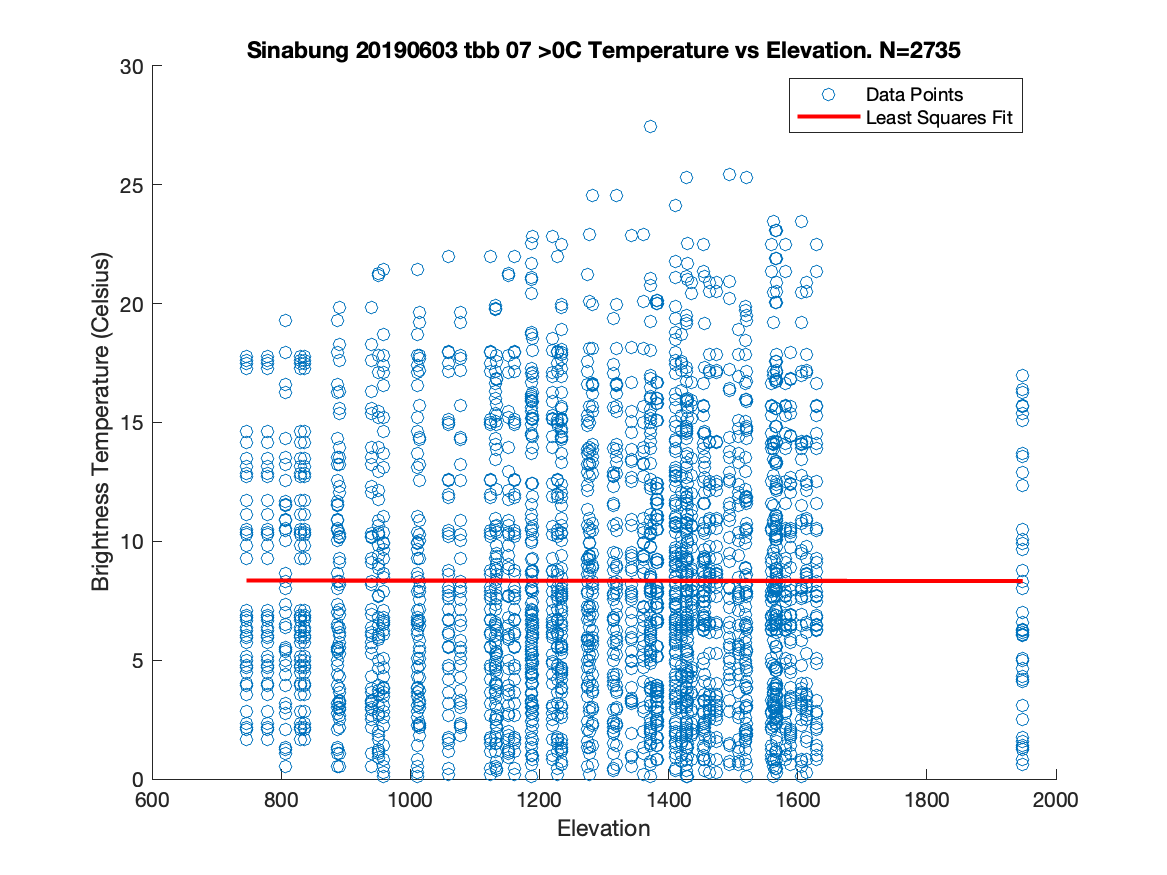 Sinabung 20190603 tbb 07 >0C Temperature vs Elevation. N=2735
Data Points
Least Squares Fit
30
25
20
15
10
5
0
Brightness Temperature (Celsius)
600 800 1000 1200 1400 1600 1800 2000
Elevation